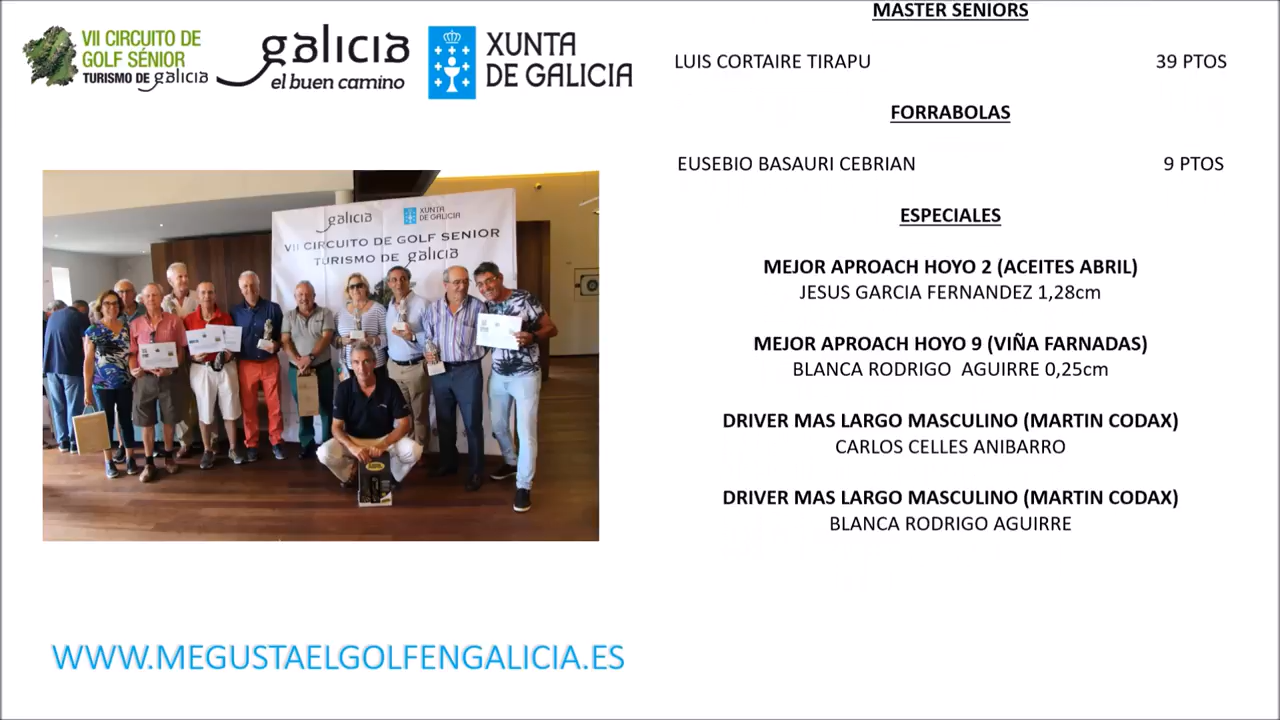 VII CIRCUITO DE
GOLF SÉNIOR
TURISMO DE galicia
galicia
el buen camino
XUNTA
DE GALICIA
MASTER SENIORS
LUIS CORTAIRE TIRAPU 39 PTOS
FORRABOLAS
EUSEBIO BASAURI CEBRIAN 9 PTOS
ESPECIALES
MEJOR APROACH HOYO 2 (ACEITES ABRIL)
JESUS GARCIA FERNANDEZ 1,28cm
MEJOR APROACH HOYO 9 (VIÑA FARNADAS)
BLANCA RODRIGO AGUIRRE 0,25cm
DRIVER MAS LARGO MASCULINO (MARTIN CODAX)
CARLOS CELLES ANIBARRO
DRIVER MAS LARGO MASCULINO (MARTIN CODAX)
BLANCA RODRIGO AGUIRRE
galicia
XUNTA
DE GALICIA
VII CIRCUITO DE GOLF SENIOR
TURISMO DE galicia
WWW.MEGUSTAELGOLFENGALICIA.ES